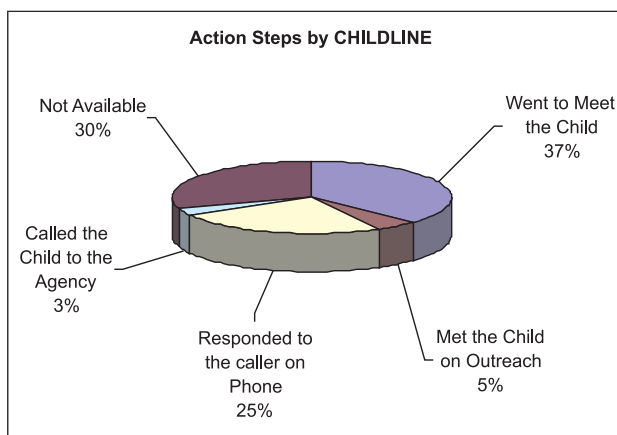 Action Steps by CHILDLINE
Not Available
30%
Went to Meet
the Child
37%
Called the
Child to the
Agency
3%
Responded to
the caller on
Phone
25%
Met the Child
on Outreach
5%